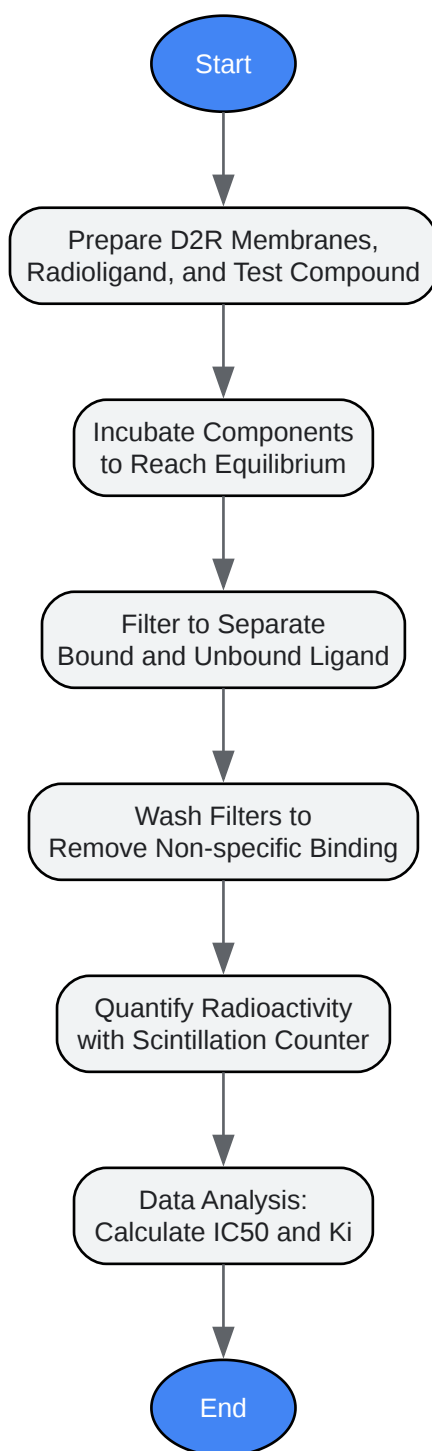 Start
Prepare D2R Membranes,
Radioligand, and Test Compound
Incubate Components
to Reach Equilibrium
Filter to Separate
Bound and Unbound Ligand
Wash Filters to
Remove Non-specific Binding
Quantify Radioactivity
with Scintillation Counter
Data Analysis:
Calculate IC50 and Ki
End